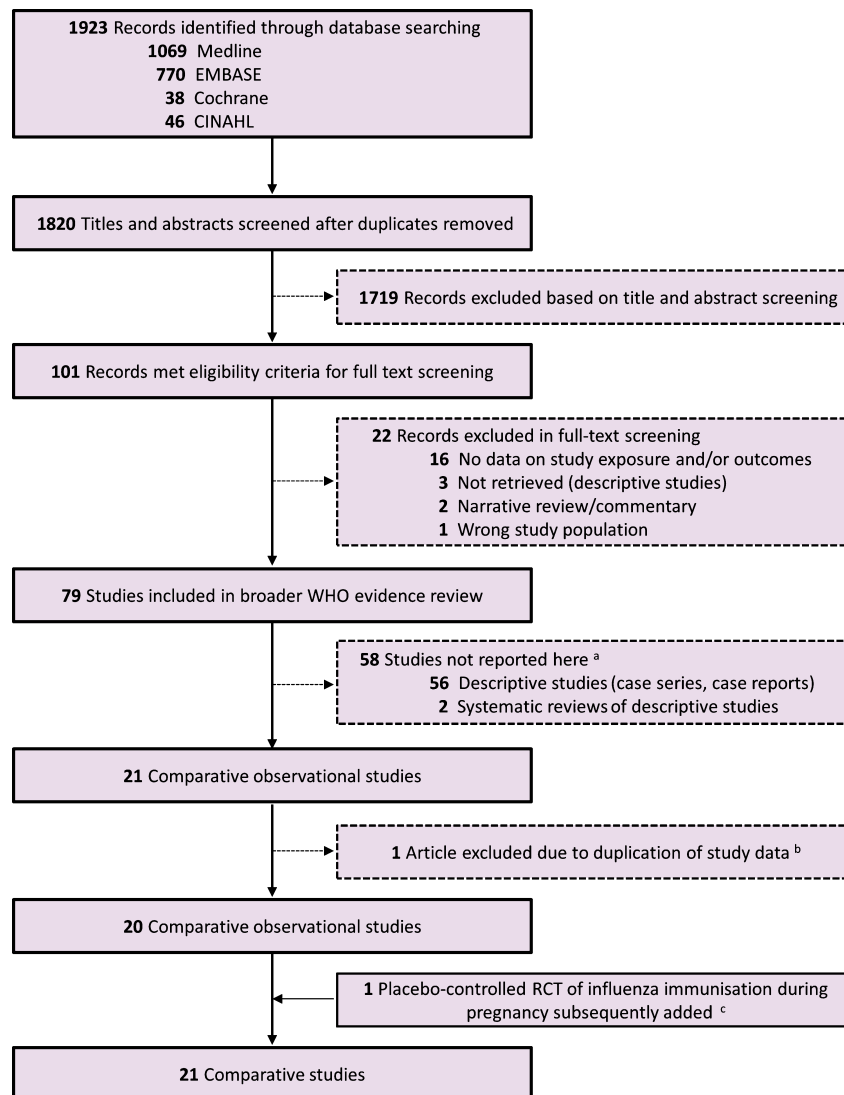 1923 Records identified through database searching
1069 Medline
770 EMBASE
38 Cochrane
46 CINAHL
1820 Titles and abstracts screened after duplicates removed
1719 Records excluded based on title and abstract screening
101 Records met eligibility criteria for full text screening
22 Records excluded in full-text screening
16 No data on study exposure and/or outcomes
3 Not retrieved (descriptive studies)
2 Narrative review/commentary
1 Wrong study population
79 Studies included in broader WHO evidence review
58 Studies not reported here a
56 Descriptive studies (case series, case reports)
2 Systematic reviews of descriptive studies
21 Comparative observational studies
1 Article excluded due to duplication of study data b
20 Comparative observational studies
1 Placebo-controlled RCT of influenza immunisation during
pregnancy subsequently added c
21 Comparative studies